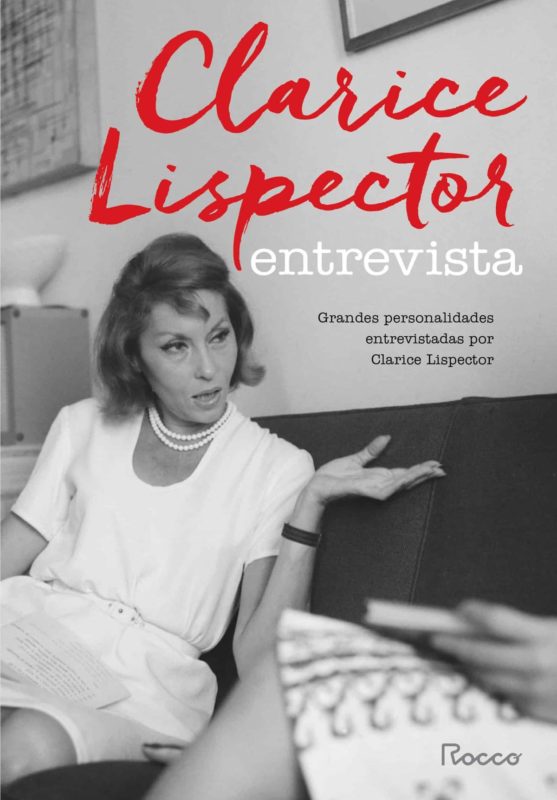 Clarice
Lispector
entrevista
Grandes personalidades
entrevistadas por
Clarice Lispector
Rocco